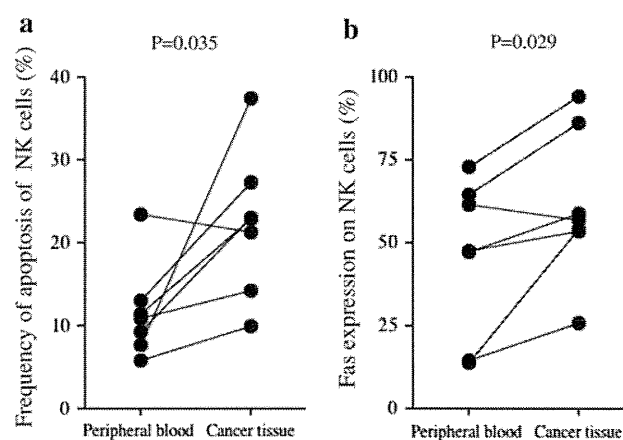 a
P=0.035
Frequency of apoptosis of NK cells (%)
40
30
20
10
0
Peripheral blood Cancer tissue
b
P=0.029
Fas expression on NK cells (%)
100
75
50
25
0
Peripheral blood Cancer tissue